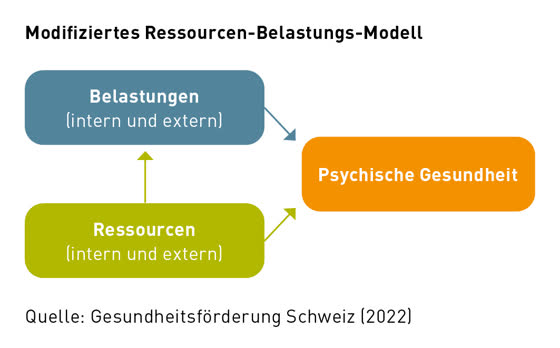 Modifiziertes Ressourcen-Belastungs-Modell
Belastungen
(intern und extern)
Psychische Gesundheit
Ressourcen
(intern und extern)
Quelle: Gesundheitsförderung Schweiz (2022)